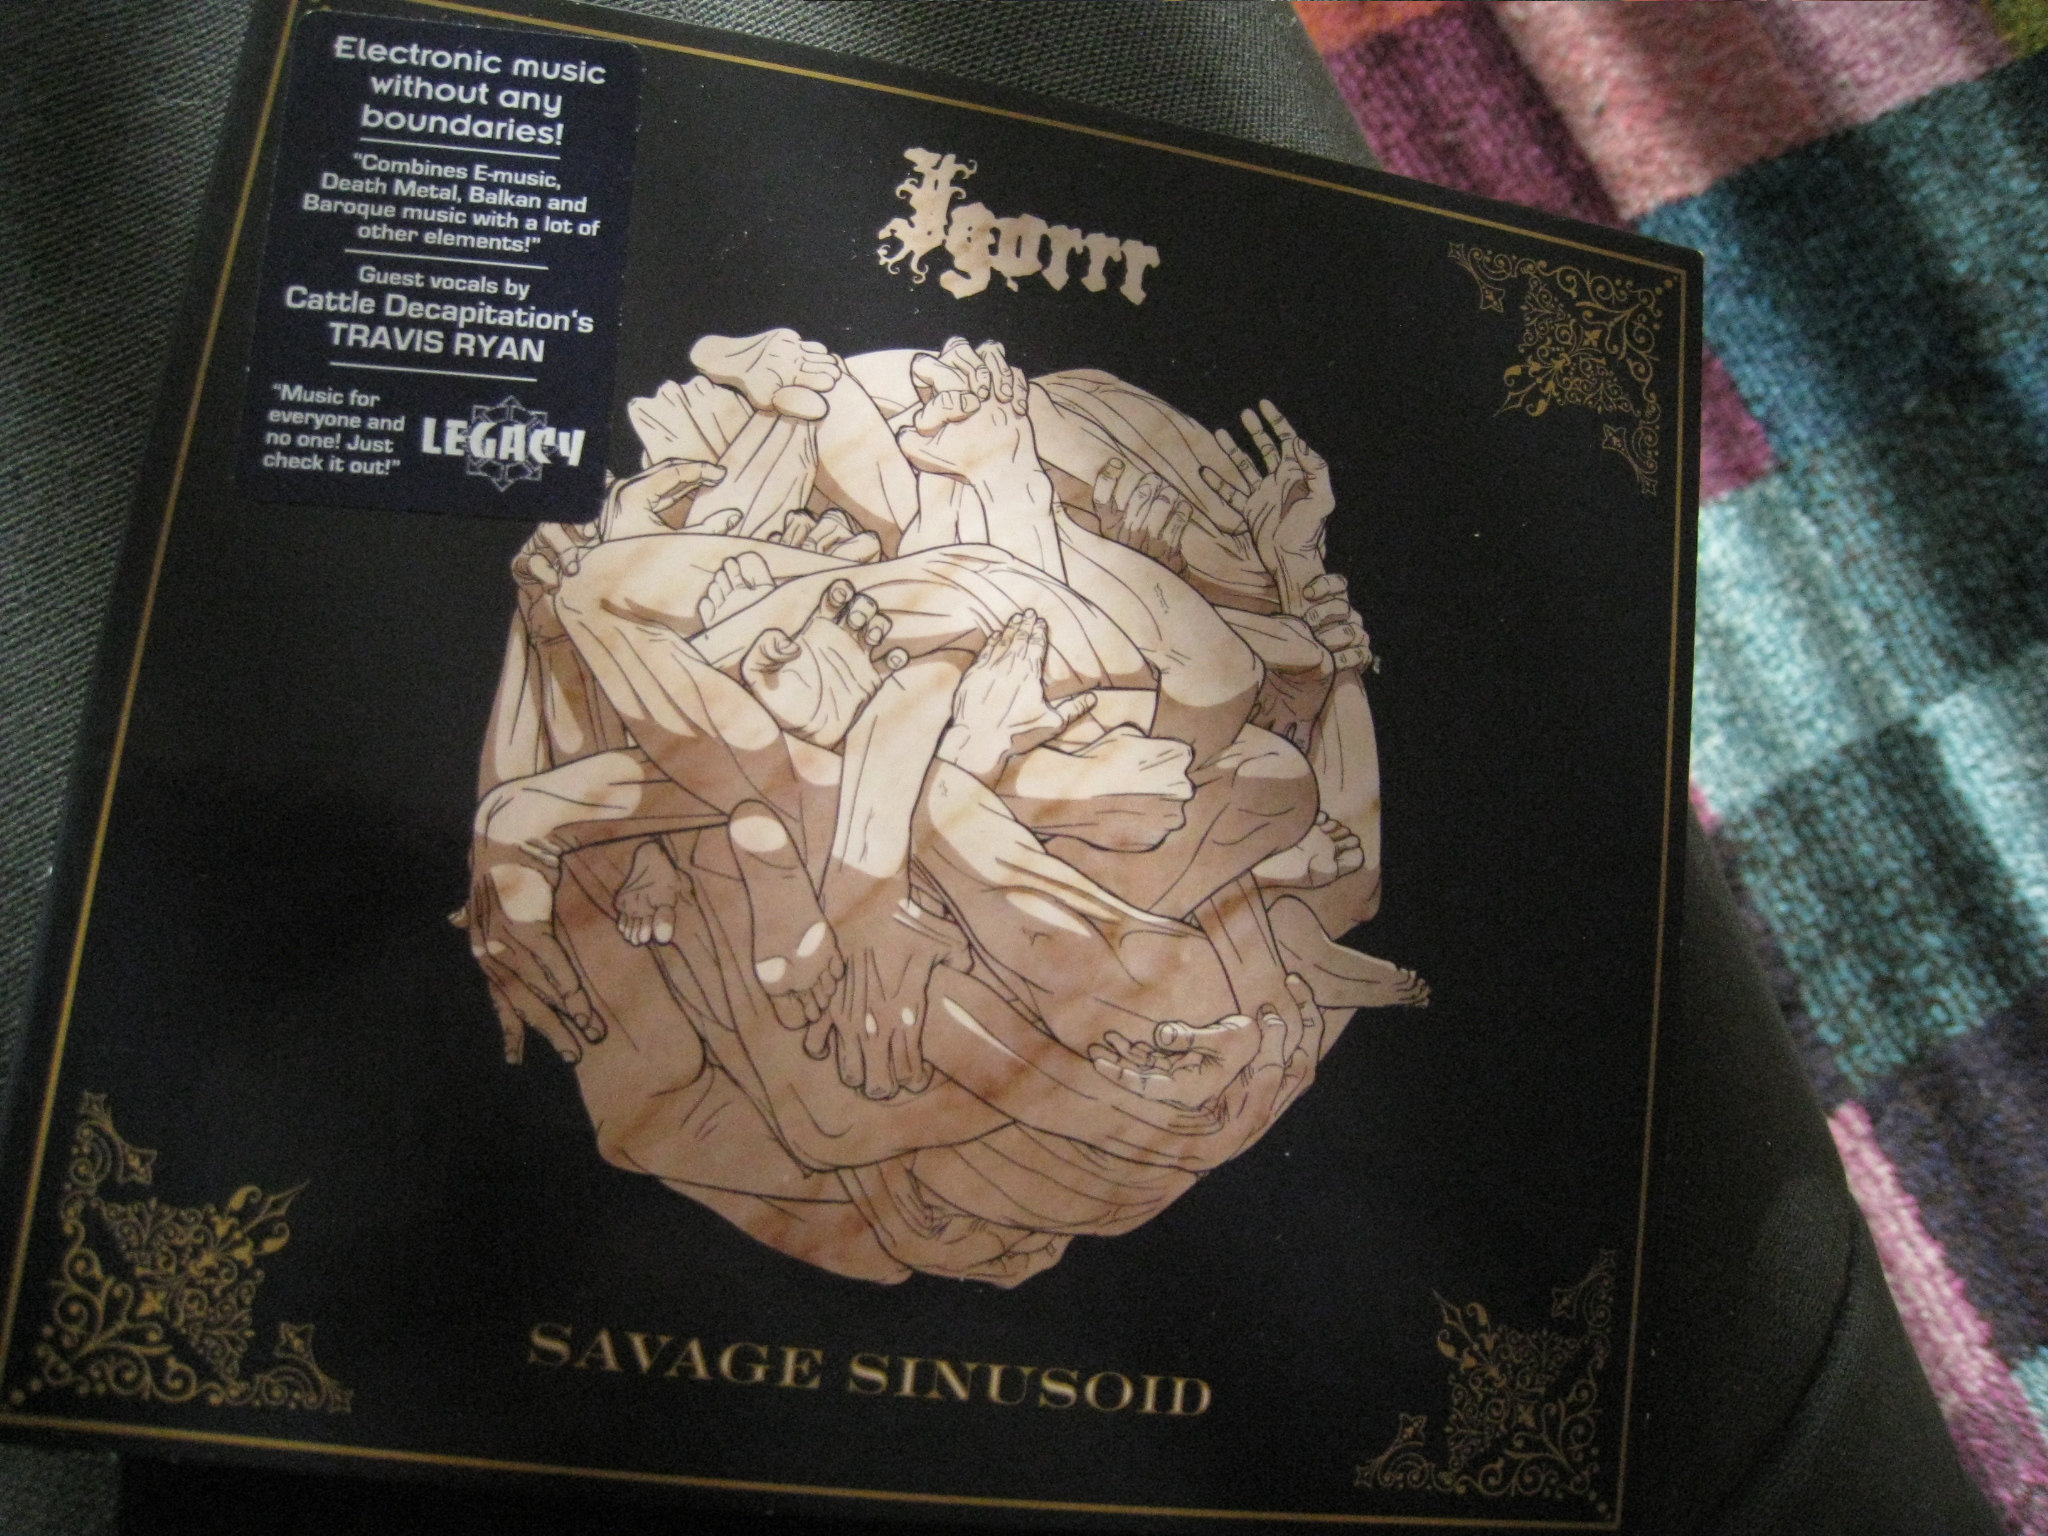 Electronic music
without any
boundaries!
"Combines E-music,
Death Metal, Balkan and
Baroque music with a lot of
other elements!"
Guest vocals by
Cattle Decapitation's
TRAVIS RYAN
"Music for
everyone and
no one! Just
check it out!"
LEGACY
Igorrr
SAVAGE SINUSOID